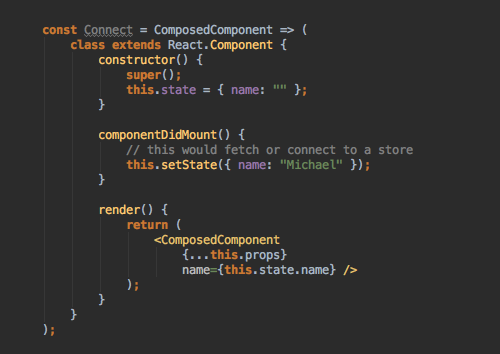 const Connect = ComposedComponent => (
class extends React.Component {
constructor() {
super();
this.state = { name: "" };
}
componentDidMount() {
// this would fetch or connect to a store
this.setState({ name: "Michael" });
}
render() {
return (
<ComposedComponent
{...this.props}
name={this.state.name} />
);
}
}
);